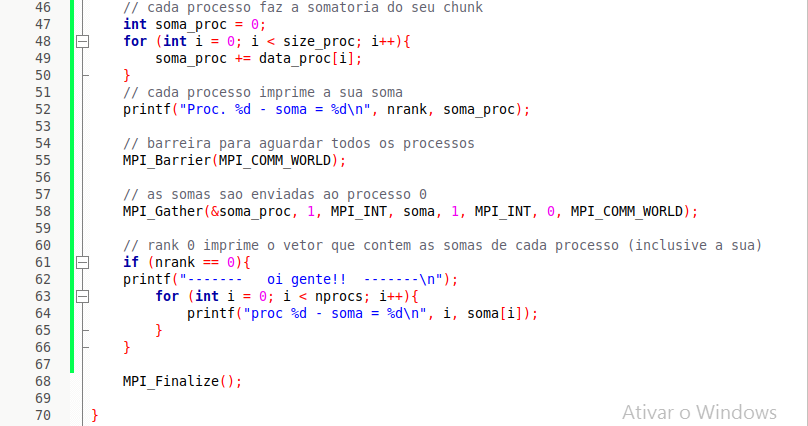 46 // cada processo faz a somatoria do seu chunk
47 int soma_proc = 0;
48 for (int i = 0; i < size_proc; i++){
49 soma_proc += data_proc[i];
50 }
51 // cada processo imprime a sua soma
52 printf("Proc. %d - soma = %d\n", nrank, soma_proc);
53
54 // barreira para aguardar todos os processos
55 MPI_Barrier(MPI_COMM_WORLD);
56
57 // as somas sao enviadas ao processo 0
58 MPI_Gather(&soma_proc, 1, MPI_INT, soma, 1, MPI_INT, 0, MPI_COMM_WORLD);
59
60 // rank 0 imprime o vetor que contem as somas de cada processo (inclusive a sua)
61 if (nrank == 0){
62 printf("------- oi gente!! -------\n");
63 for (int i = 0; i < nprocs; i++){
64 printf("proc %d - soma = %d\n", i, soma[i]);
65 }
66 }
67
68 MPI_Finalize();
69
70 }
Ativar o Windows